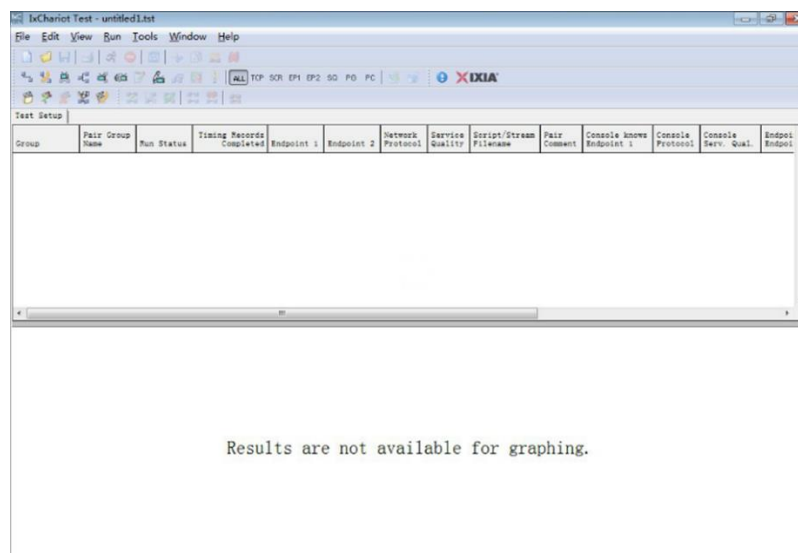 IxChariot Test - untitled1.tst
File Edit View Run Tools Window Help
ALL TCP SCR EP1 EP2 SQ PG PC XIXIA
Test Setup
Group
Pair Group Name
Run Status
Timing Records Completed
Endpoint 1
Endpoint 2
Network Protocol
Service Quality
Script/Stream Filename
Pair Comment
Console knows Endpoint 1
Console Protocol
Console Serv. Qual.
Endpoi Endpoi
Results are not available for graphing.